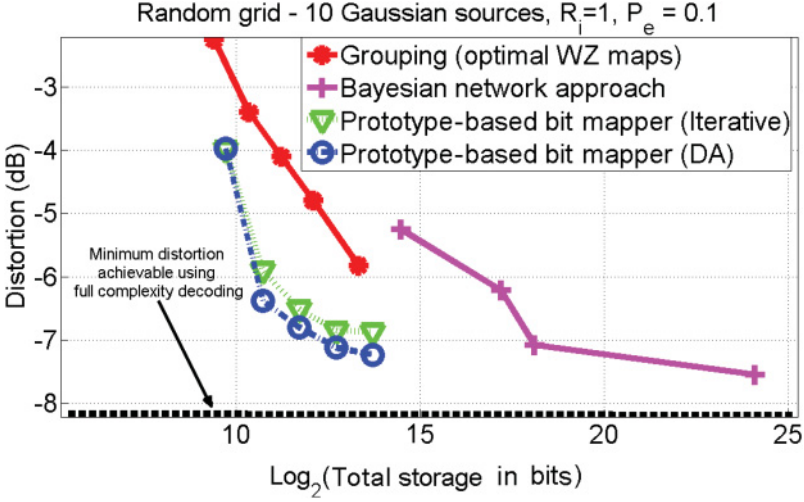 Random grid - 10 Gaussian sources, R_i=1, P_e = 0.1
Grouping (optimal WZ maps)
Bayesian network approach
Prototype-based bit mapper (Iterative)
Prototype-based bit mapper (DA)
Distortion (dB)
-3
-4
-5
-6
-7
-8
Minimum distortion
achievable using
full complexity decoding
10
15
20
25
Log_2(Total storage in bits)